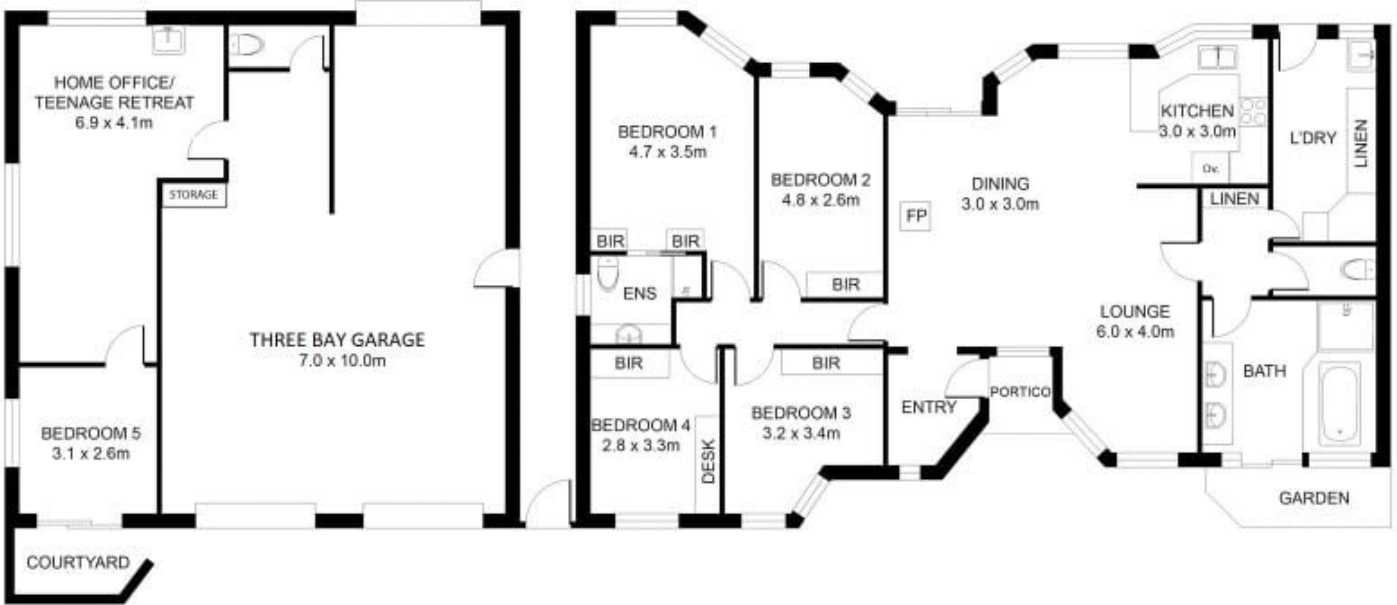 HOME OFFICE/
TEENAGE RETREAT
6.9 x 4.1m
STORAGE
THREE BAY GARAGE
7.0 x 10.0m
BEDROOM 5
3.1 x 2.6m
COURTYARD
BEDROOM 1
4.7 x 3.5m
BIR
BIR
ENS
BEDROOM 2
4.8 x 2.6m
BIR
BIR
BEDROOM 4
2.8 x 3.3m
DESK
BIR
BEDROOM 3
3.2 x 3.4m
FP
DINING
3.0 x 3.0m
KITCHEN
3.0 x 3.0m
Ov.
L'DRY
LINEN
LINEN
LOUNGE
6.0 x 4.0m
ENTRY
PORTICO
BATH
GARDEN